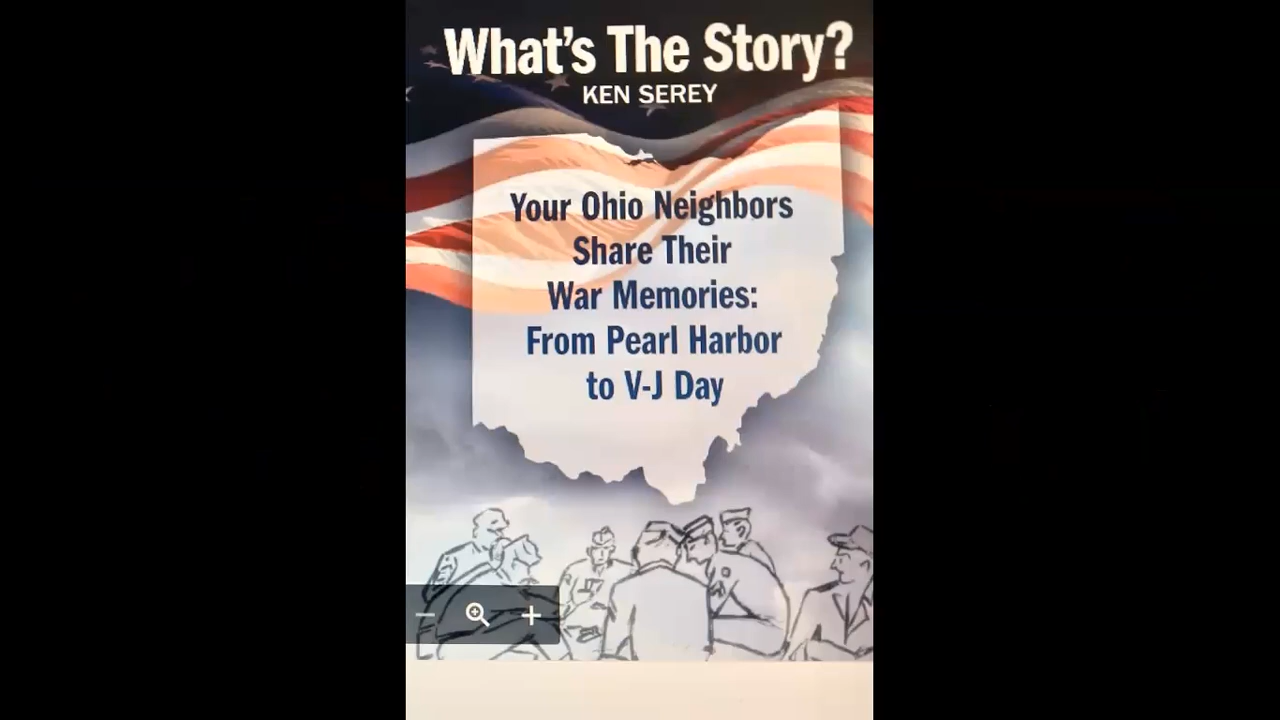 What's The Story?
KEN SEREY
Your Ohio Neighbors
Share Their
War Memories:
From Pearl Harbor
to V-J Day